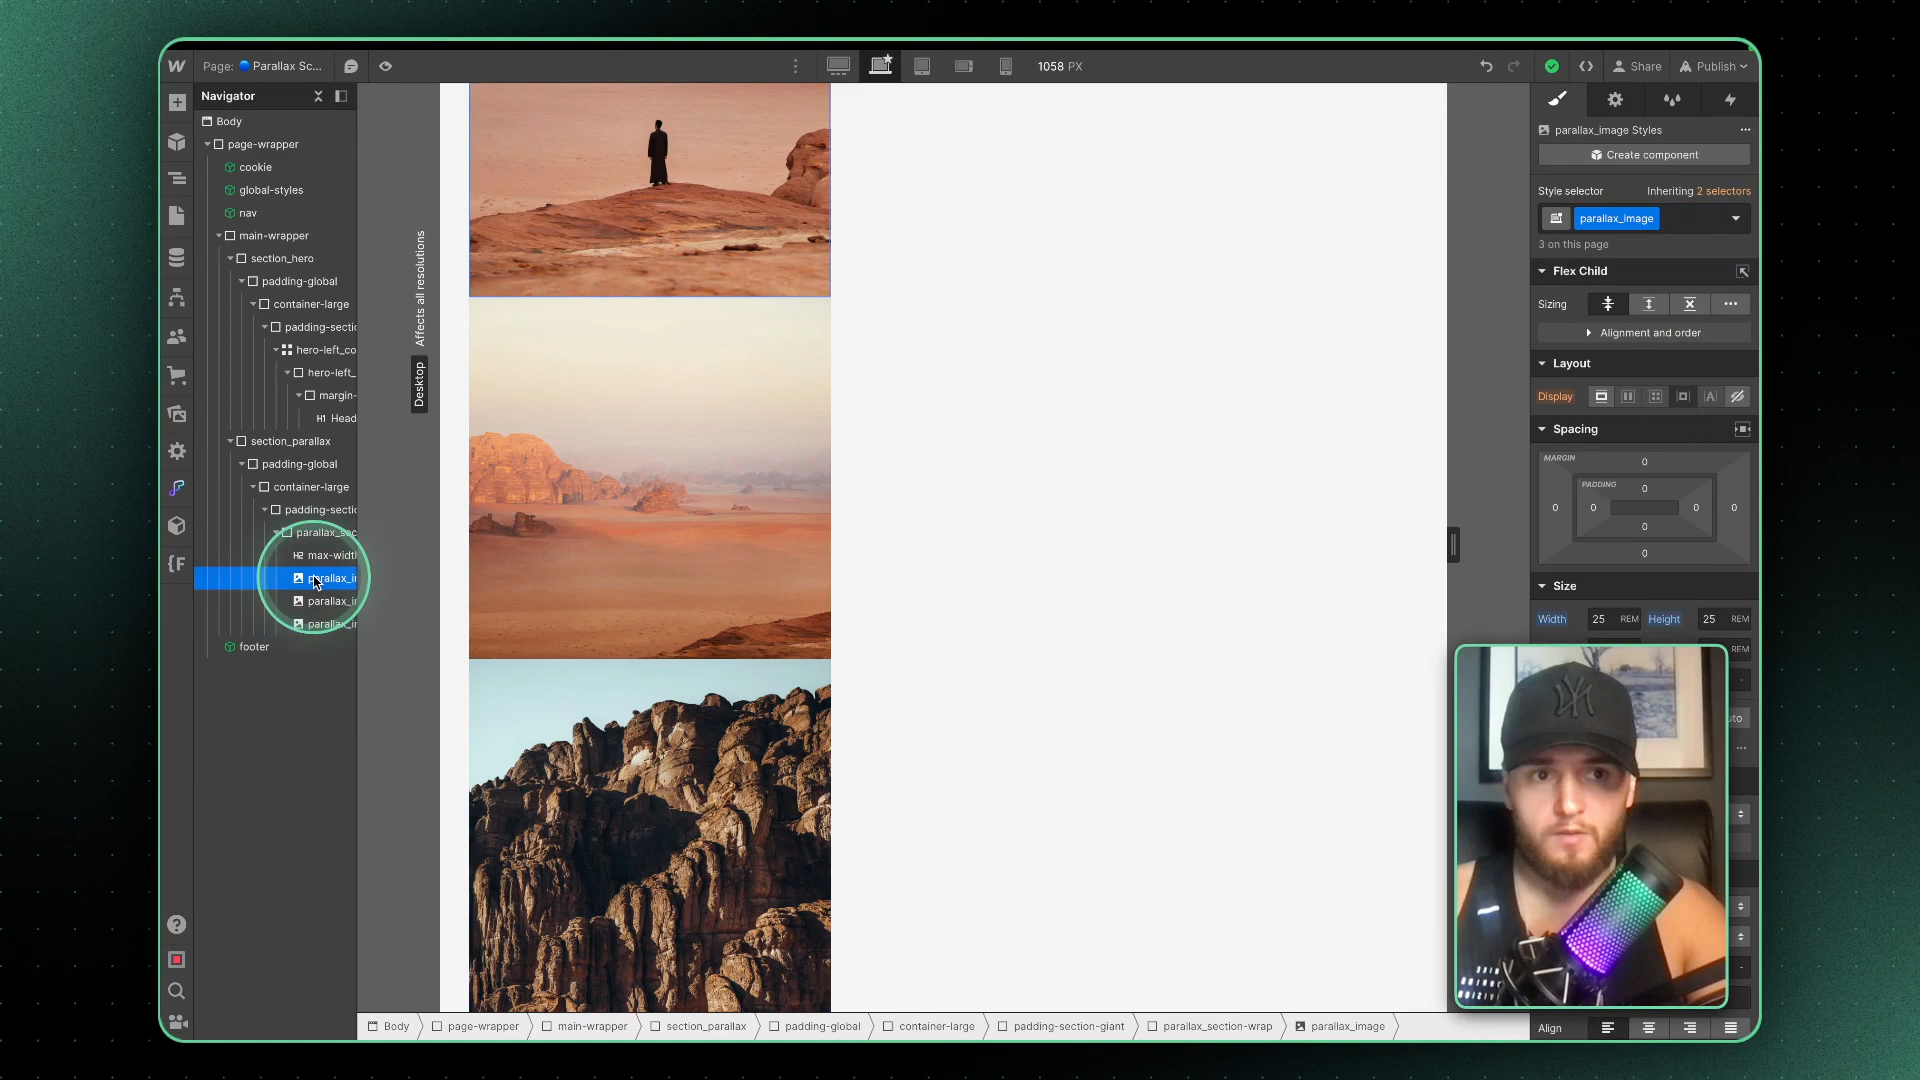 Page: Parallax Sc...
1058 PX
Share
Publish
Navigator
Body
page-wrapper
cookie
global-styles
nav
main-wrapper
section_hero
padding-global
container-large
padding-sectio
hero-left_co
hero-left_
margin-
H1 Head
section_parallax
padding-global
container-large
padding-sectio
parallax_sec
H2 max-width
parallax_i
parallax_i
parallax_i
footer
Affects all resolutions
Desktop
parallax_image Styles
Create component
Style selector
Inheriting 2 selectors
parallax_image
3 on this page
Flex Child
Sizing
Alignment and order
Layout
Display
Spacing
MARGIN
0
PADDING
0
0 0 0 0
0
0
Size
Width 25 REM Height 25 REM
REM
Align
Body
page-wrapper
main-wrapper
section_parallax
padding-global
container-large
padding-section-giant
parallax_section-wrap
parallax_image